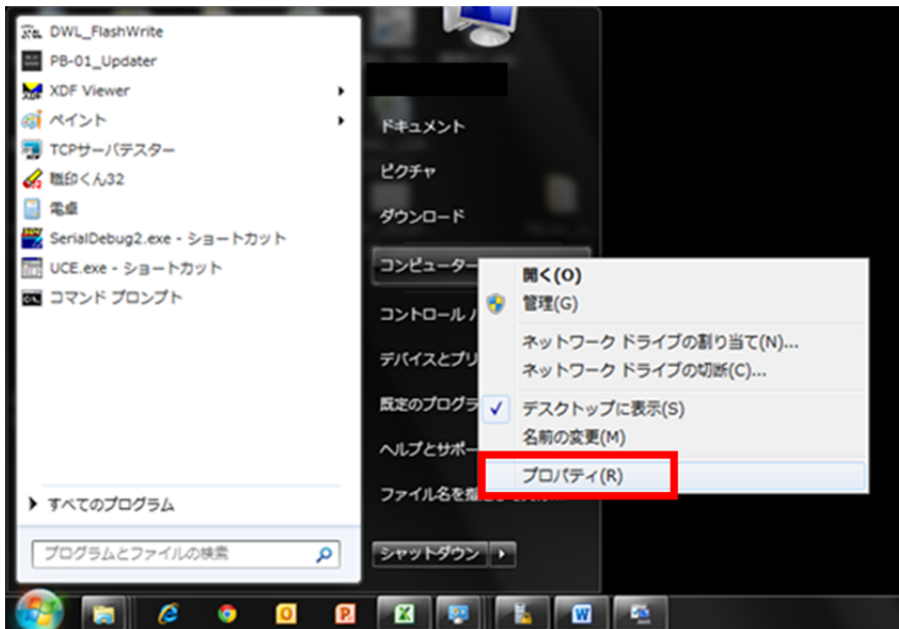 DWL_FlashWrite
PB-01_Updater
XDF Viewer
ペイント
TCPサーバテスター
職印くん32
電卓
SerialDebug2.exe - ショートカット
UCE.exe - ショートカット
コマンド プロンプト
すべてのプログラム
プログラムとファイルの検索
ドキュメント
ピクチャ
ダウンロード
コンピューター
コントロール
デバイスとプリ
既定のプログラ
ヘルプとサポー
ファイル名を指
シャットダウン
開く(O)
管理(G)
ネットワーク ドライブの割り当て(N)...
ネットワーク ドライブの切断(C)...
デスクトップに表示(S)
名前の変更(M)
プロパティ(R)